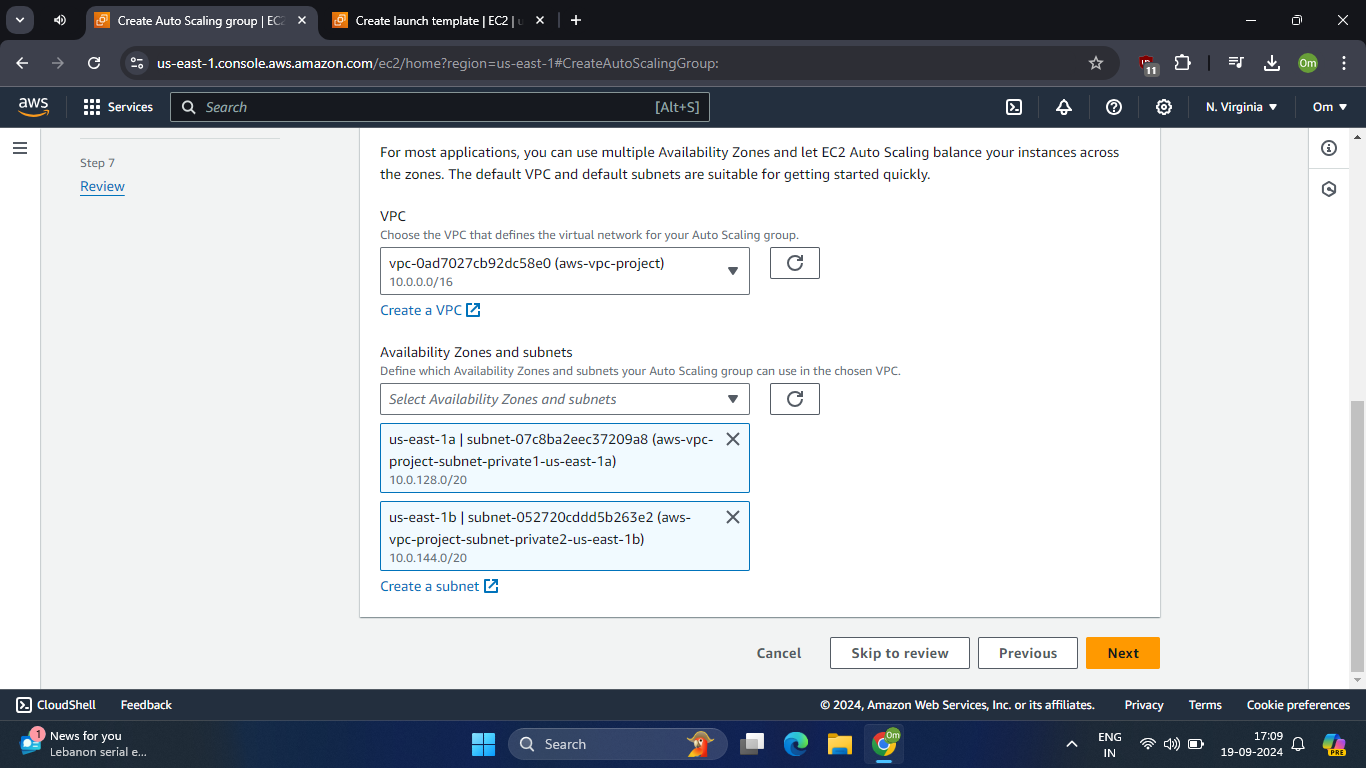 Create Auto Scaling group | EC2
Create launch template | EC2 | u
us-east-1.console.aws.amazon.com/ec2/home?region=us-east-1#CreateAutoScalingGroup:
11
Om
aws
Services
Search
[Alt+S]
N. Virginia
Om
Step 7
Review
For most applications, you can use multiple Availability Zones and let EC2 Auto Scaling balance your instances across
the zones. The default VPC and default subnets are suitable for getting started quickly.
VPC
Choose the VPC that defines the virtual network for your Auto Scaling group.
vpc-0ad7027cb92dc58e0 (aws-vpc-project)
10.0.0.0/16
Create a VPC
Availability Zones and subnets
Define which Availability Zones and subnets your Auto Scaling group can use in the chosen VPC.
Select Availability Zones and subnets
us-east-1a | subnet-07c8ba2eec37209a8 (aws-vpc-
project-subnet-private1-us-east-1a)
10.0.128.0/20
us-east-1b | subnet-052720cddd5b263e2 (aws-
vpc-project-subnet-private2-us-east-1b)
10.0.144.0/20
Create a subnet
Cancel
Skip to review
Previous
Next
CloudShell
Feedback
© 2024, Amazon Web Services, Inc. or its affiliates.
Privacy
Terms
Cookie preferences
1
News for you
Lebanon serial e...
Search
Om
ENG
IN
17:09
19-09-2024
PRE